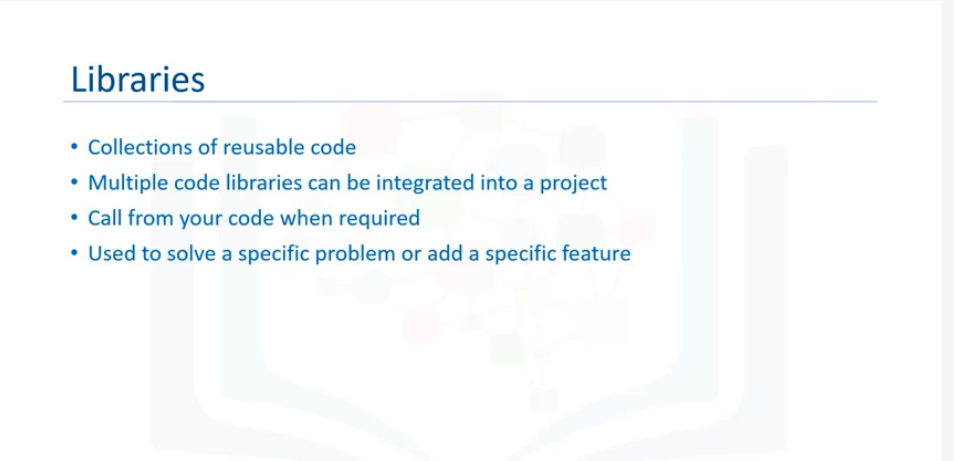 Libraries
• Collections of reusable code
• Multiple code libraries can be integrated into a project
• Call from your code when required
• Used to solve a specific problem or add a specific feature